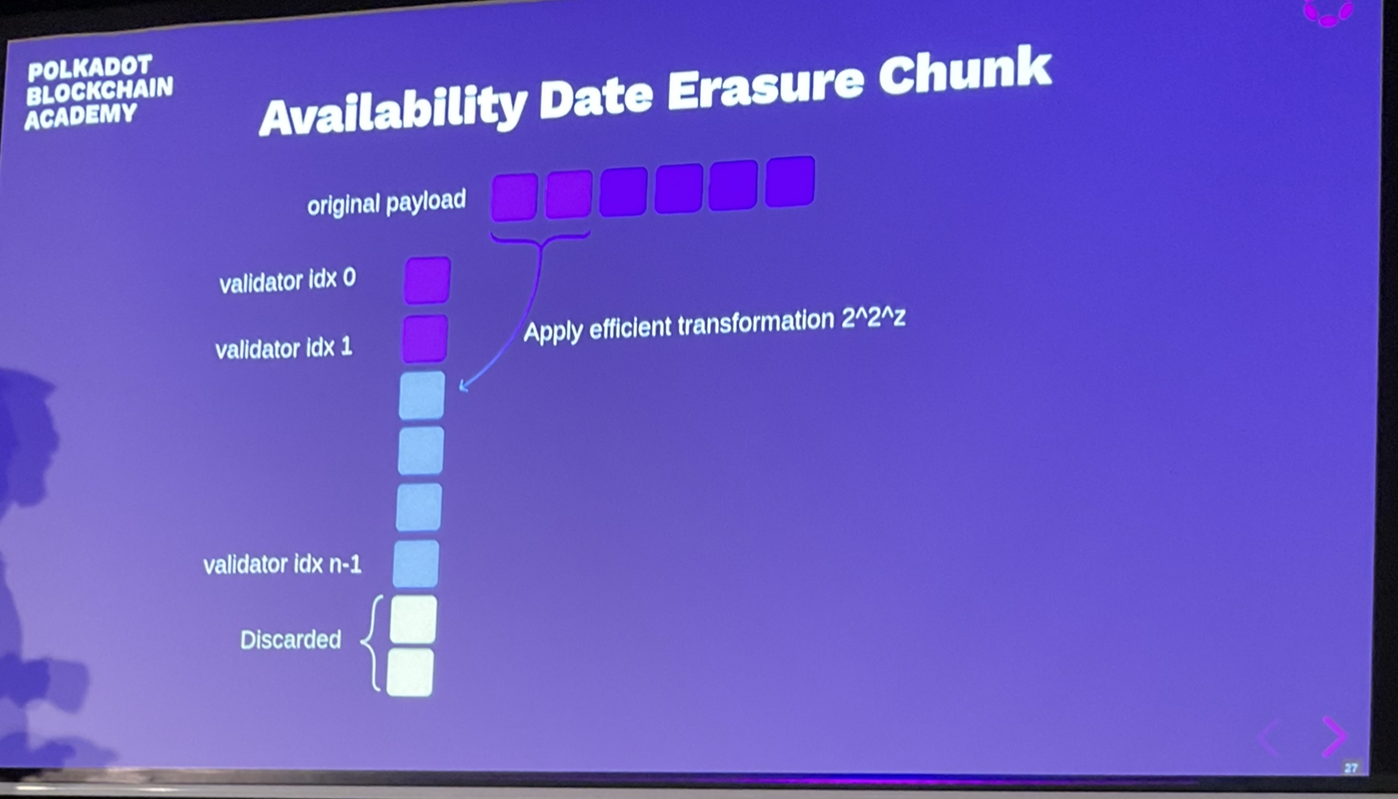 POLKADOT
BLOCKCHAIN
ACADEMY
Availability Date Erasure Chunk
original payload
validator idx 0
validator idx 1
Apply efficient transformation 2^2^z
validator idx n-1
Discarded
27